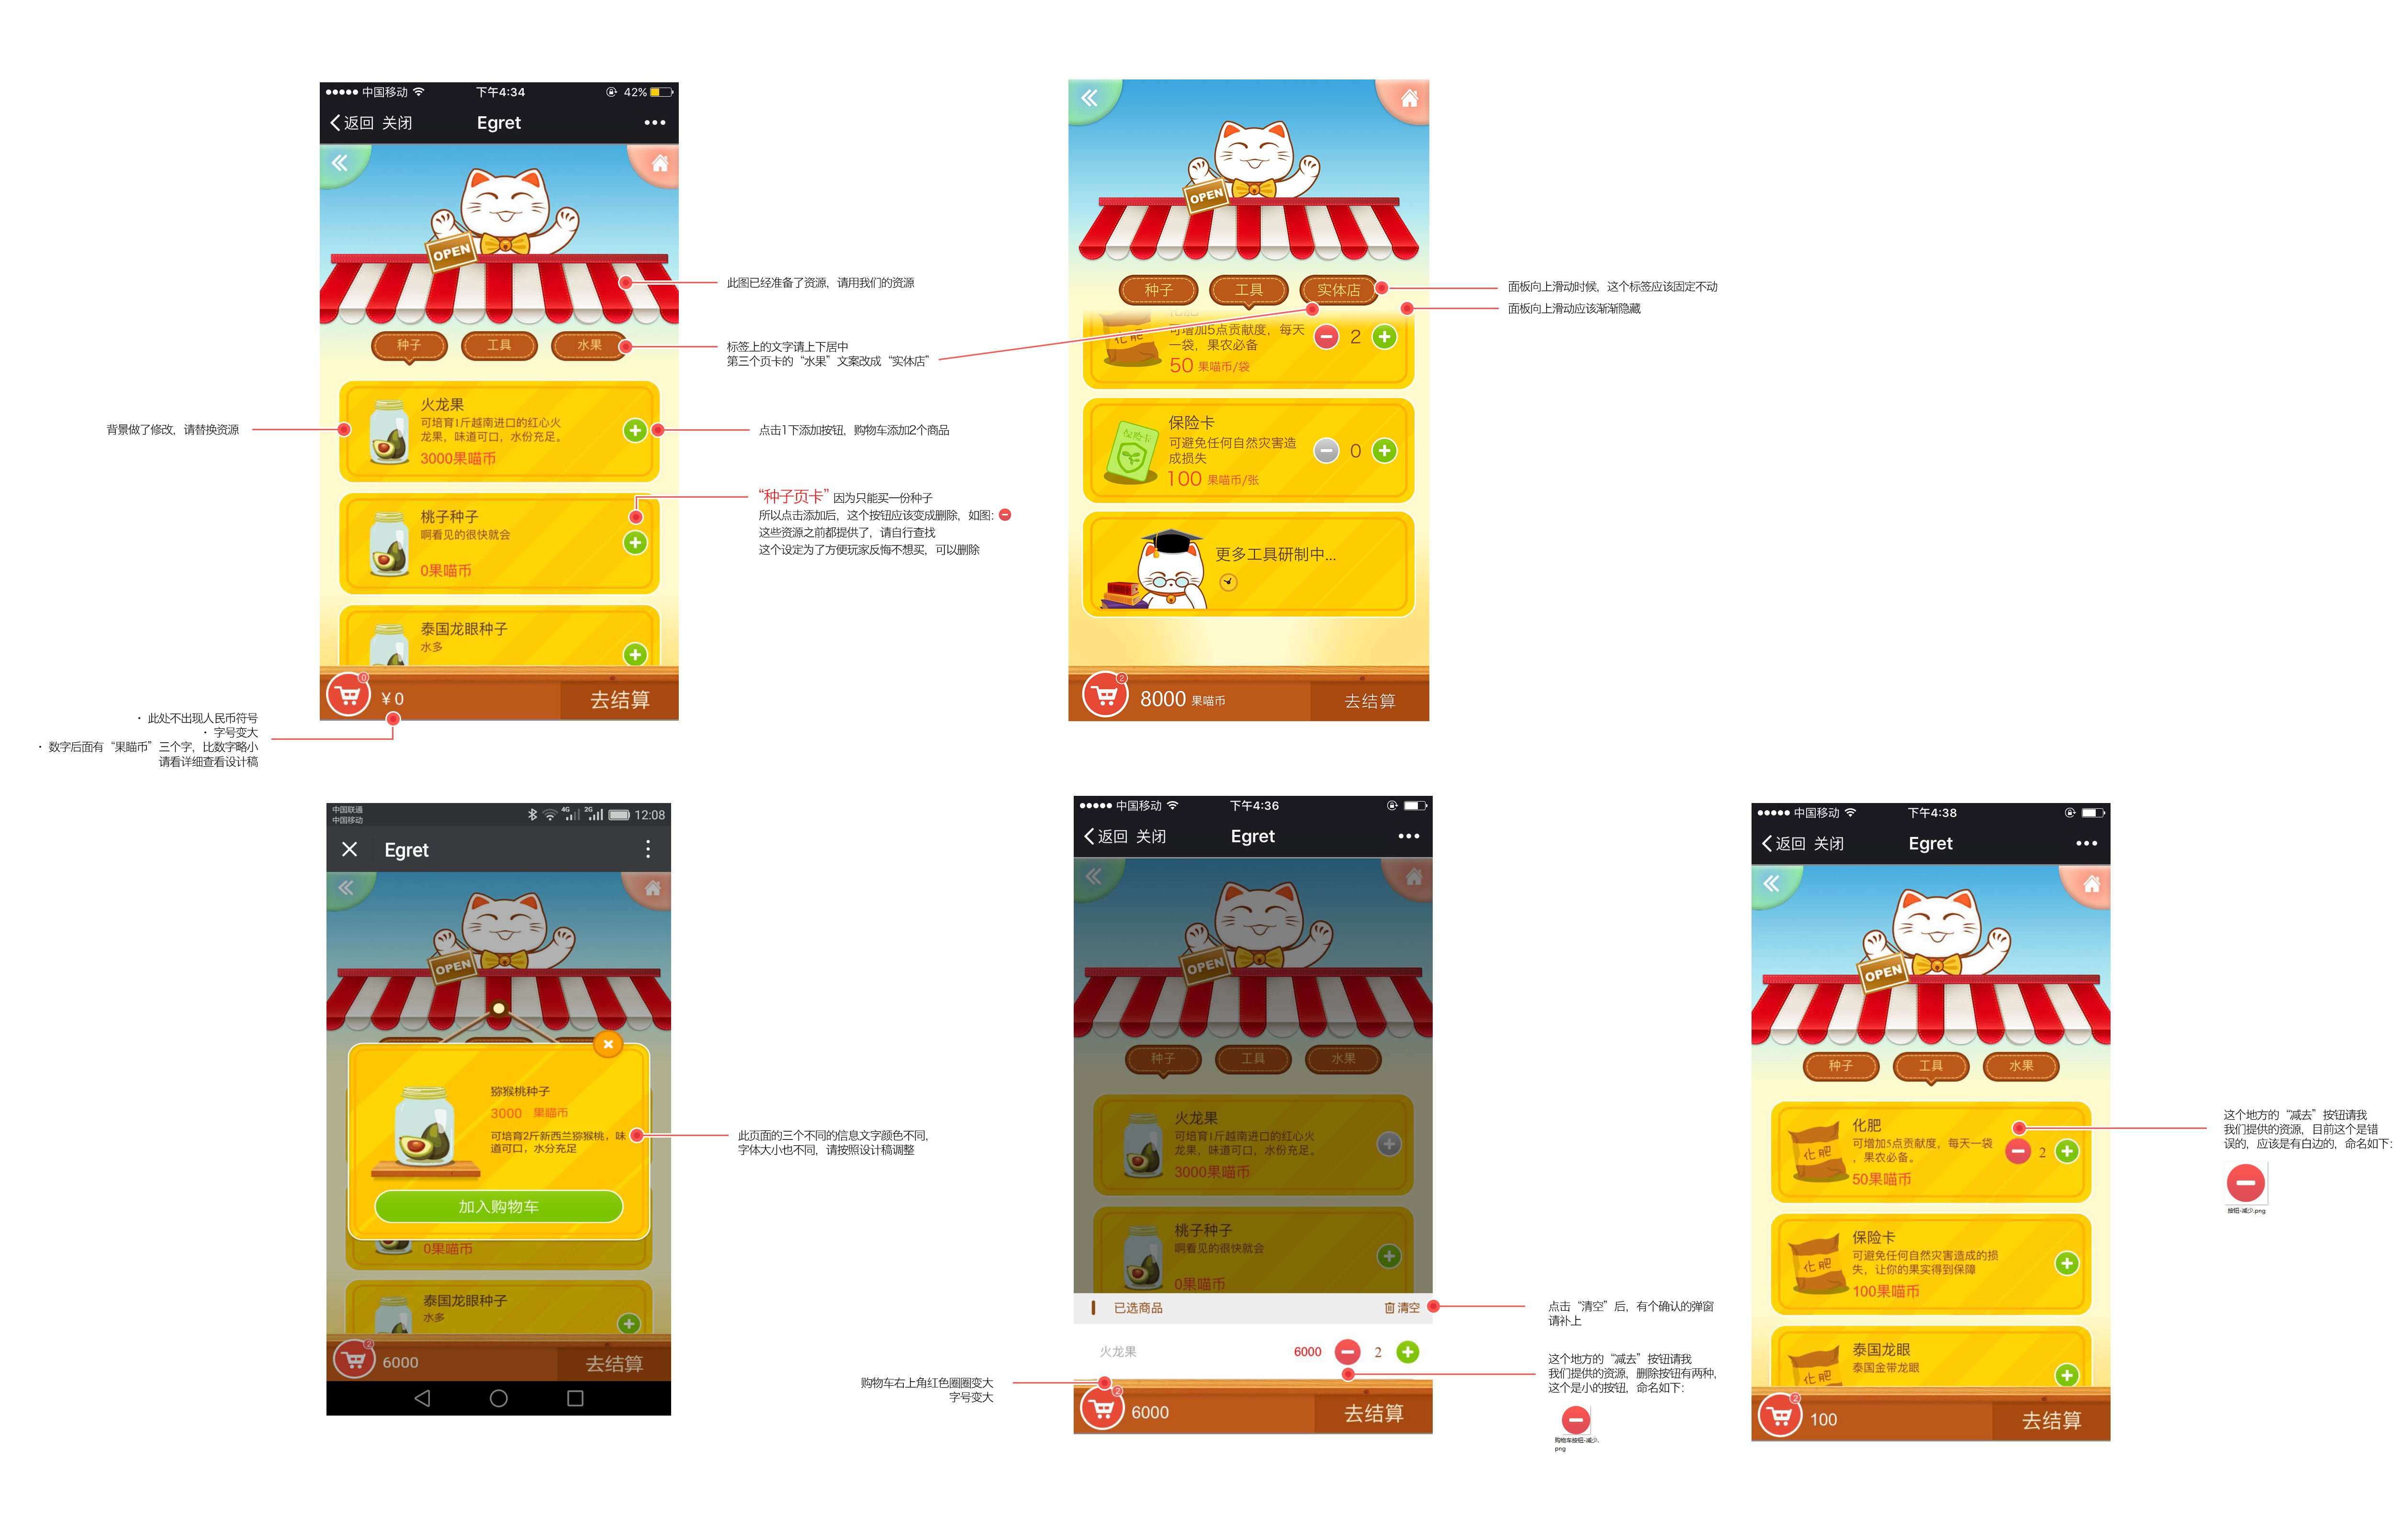 中国移动 下午4:34 42%
返回 关闭 Egret
OPEN
种子 工具 水果
火龙果
可培育1斤越南进口的红心火
龙果，味道可口，水份充足。
3000果喵币
桃子种子
啊看见的很快就会
0果喵币
泰国龙眼种子
水多
0
¥0 去结算
此图已经准备了资源，请用我们的资源
标签上的文字请上下居中
第三个页卡的“水果”文案改成“实体店”
背景做了修改，请替换资源
点击1下添加按钮，购物车添加2个商品
“种子页卡”因为只能买一份种子
所以点击添加后，这个按钮应该变成删除，如图：
这些资源之前都提供了，请自行查找
这个设定为了方便玩家反悔不想买，可以删除
· 此处不出现人民币符号
· 字号变大
· 数字后面有“果瞄币”三个字，比数字略小
请看详细查看设计稿
OPEN
种子 工具 实体店
化肥
可增加5点贡献度，每天
一袋，果农必备
50 果喵币/袋
2
化肥
保险卡
保险卡
可避免任何自然灾害造
成损失
100 果喵币/张
0
更多工具研制中...
2
8000 果喵币 去结算
面板向上滑动时候，这个标签应该固定不动
面板向上滑动应该渐渐隐藏
中国联通
中国移动 4G 2G 12:08
Egret
OPEN
猕猴桃种子
3000 果喵币
可培育2斤新西兰猕猴桃，味
道可口，水分充足
加入购物车
0果喵币
泰国龙眼种子
水多
2
6000 去结算
此页面的三个不同的信息文字颜色不同，
字体大小也不同，请按照设计稿调整
中国移动 下午4:36
返回 关闭 Egret
OPEN
种子 工具 水果
火龙果
可培育1斤越南进口的红心火
龙果，味道可口，水份充足。
3000果喵币
桃子种子
啊看见的很快就会
0果喵币
已选商品 清空
火龙果 6000 2
2
6000 去结算
购物车右上角红色圈圈变大
字号变大
点击“清空”后，有个确认的弹窗
请补上
这个地方的“减去”按钮请我
我们提供的资源，删除按钮有两种，
这个是小的按钮，命名如下：
购物车按钮-减少.
png
中国移动 下午4:38
返回 关闭 Egret
OPEN
种子 工具 水果
化肥
化肥
可增加5点贡献度，每天一袋
，果农必备。
50果喵币
2
化肥
保险卡
可避免任何自然灾害造成的损
失，让你的果实得到保障
100果喵币
泰国龙眼
泰国金带龙眼
2
100 去结算
这个地方的“减去”按钮请我
我们提供的资源，目前这个是错
误的，应该是有白边的，命名如下：
按钮-减少.png